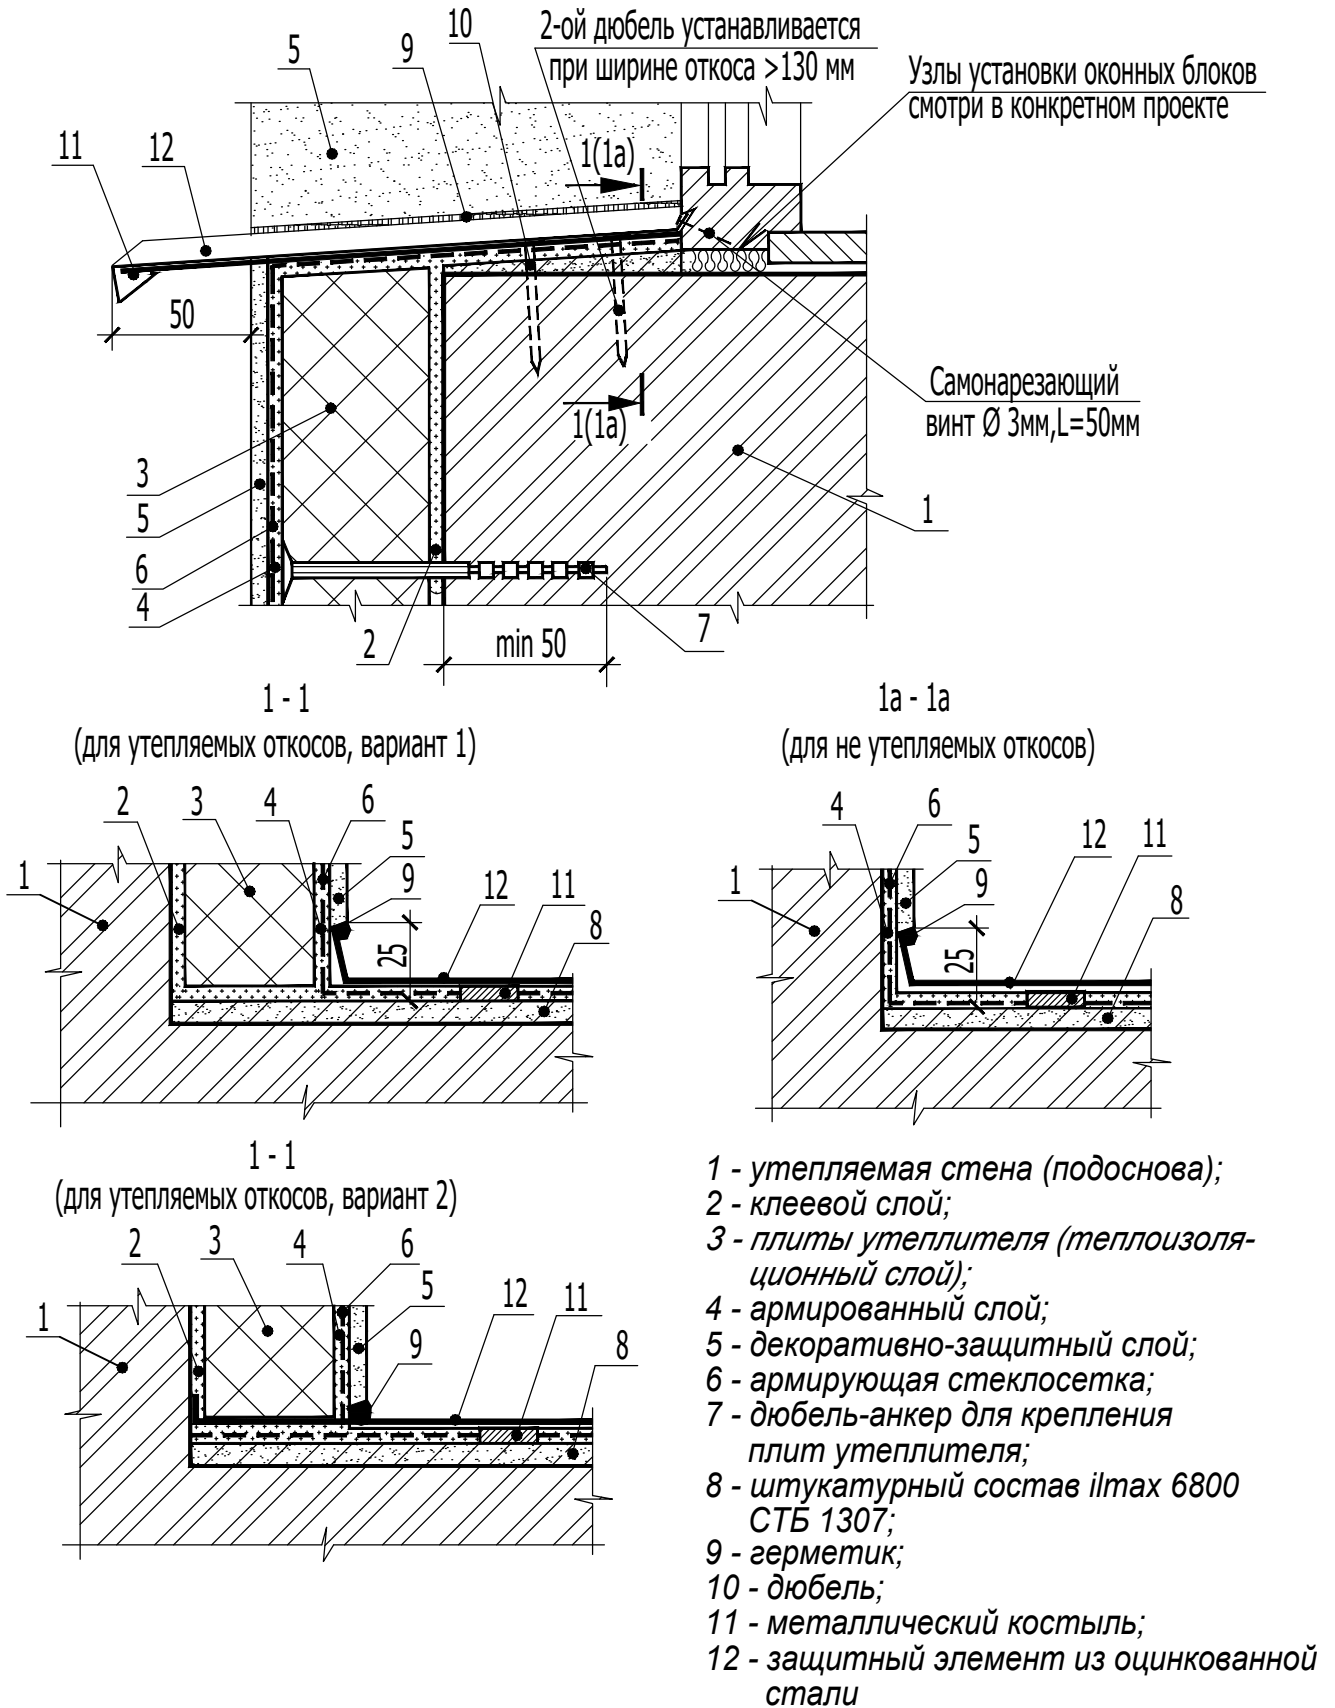 5
9
10
2-ой дюбель устанавливается
при ширине откоса >130 мм
Узлы установки оконных блоков
смотри в конкретном проекте
11
12
1(1а)
50
1(1а)
Самонарезающий
винт Ø 3мм,L=50мм
3
5
6
4
2
min 50
7
1
1 - 1
(для утепляемых откосов, вариант 1)
2
3
4
6
5
9
1
12
11
8
25
1а - 1а
(для не утепляемых откосов)
4
6
5
9
1
12
11
8
25
1 - 1
(для утепляемых откосов, вариант 2)
2
3
4
6
5
9
1
12
11
8
1 - утепляемая стена (подоснова);
2 - клеевой слой;
3 - плиты утеплителя (теплоизоля-
ционный слой);
4 - армированный слой;
5 - декоративно-защитный слой;
6 - армирующая стеклосетка;
7 - дюбель-анкер для крепления
плит утеплителя;
8 - штукатурный состав ilmax 6800
СТБ 1307;
9 - герметик;
10 - дюбель;
11 - металлический костыль;
12 - защитный элемент из оцинкованной
стали